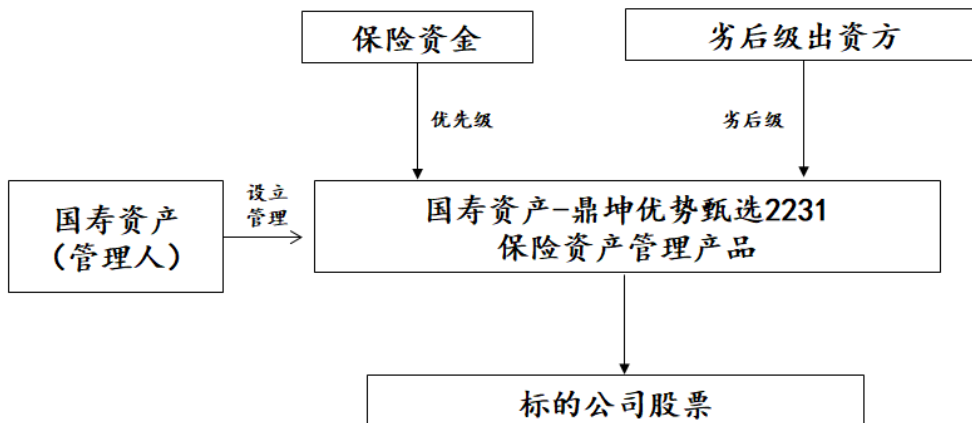 保险资金
劣后级出资方
优先级
劣后级
设立
管理
国寿资产
（管理人）
国寿资产-鼎坤优势甄选2231
保险资产管理产品
标的公司股票